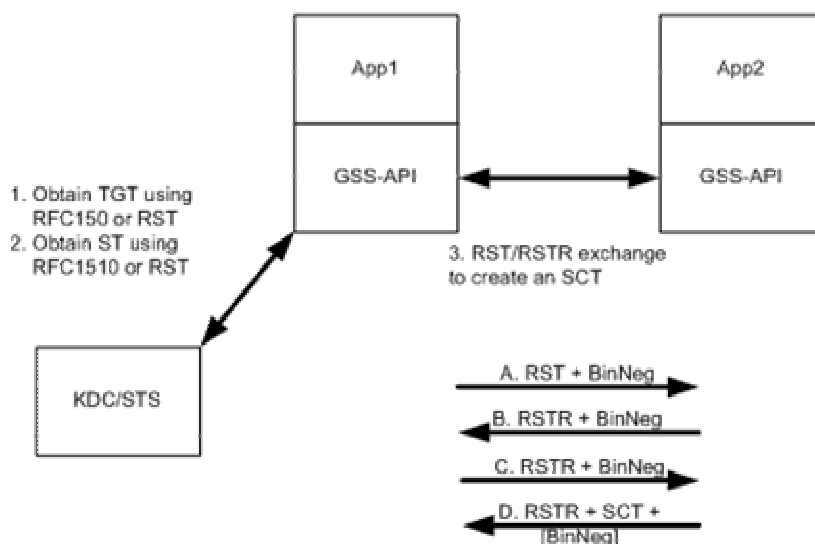 App1
App2
GSS-API
GSS-API
1. Obtain TGT using
RFC150 or RST
2. Obtain ST using
RFC1510 or RST
3. RST/RSTR exchange
to create an SCT
KDC/STS
A. RST + BinNeg
B. RSTR + BinNeg
C. RSTR + BinNeg
D. RSTR + SCT +
[BinNeg]